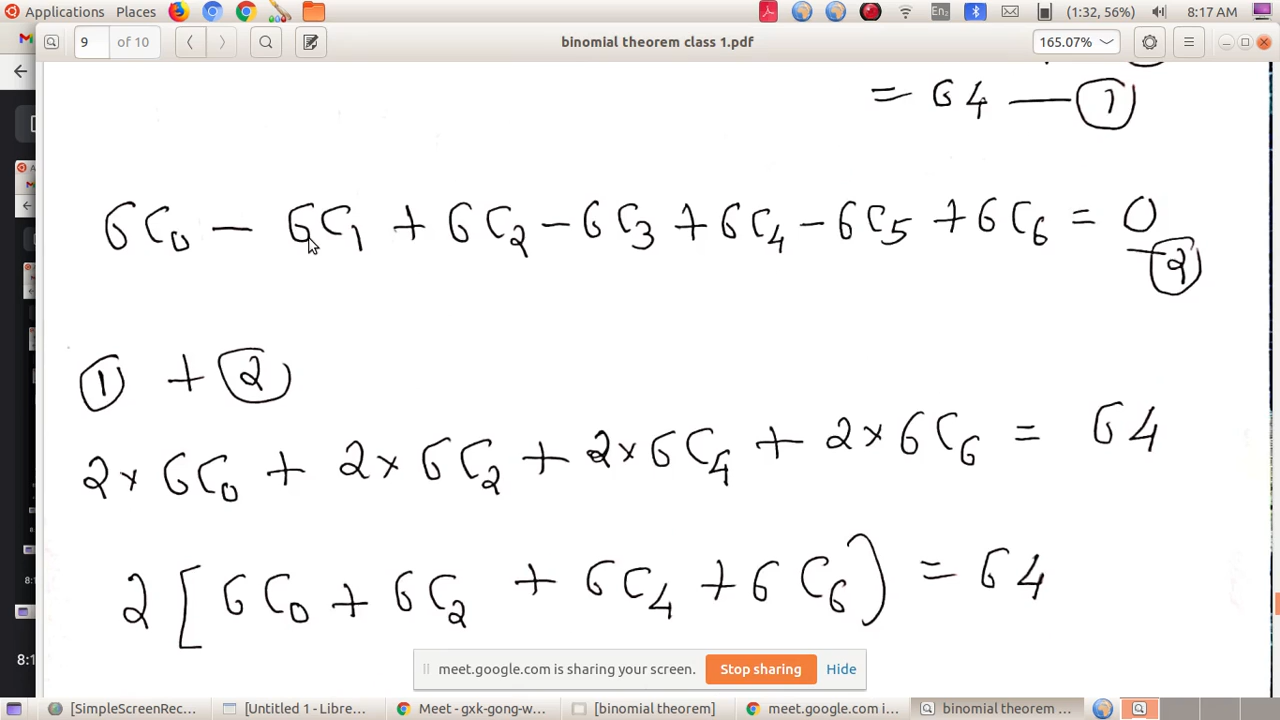 Applications Places En2 (1:32, 56%) 8:17 AM
9 of 10 binomial theorem class 1.pdf 165.07%
= 64 — 1
6C₀ – 6C₁ + 6C₂ – 6C₃ + 6C₄ – 6C₅ + 6C₆ = 0
— 2
1 + 2
2×6C₀ + 2×6C₂ + 2×6C₄ + 2×6C₆ = 64
2[6C₀ + 6C₂ + 6C₄ + 6C₆) = 64
meet.google.com is sharing your screen. Stop sharing Hide
[SimpleScreenRec... [Untitled 1 - Libre... Meet - gxk-gong-w... [binomial theorem] meet.google.com i... binomial theorem ...